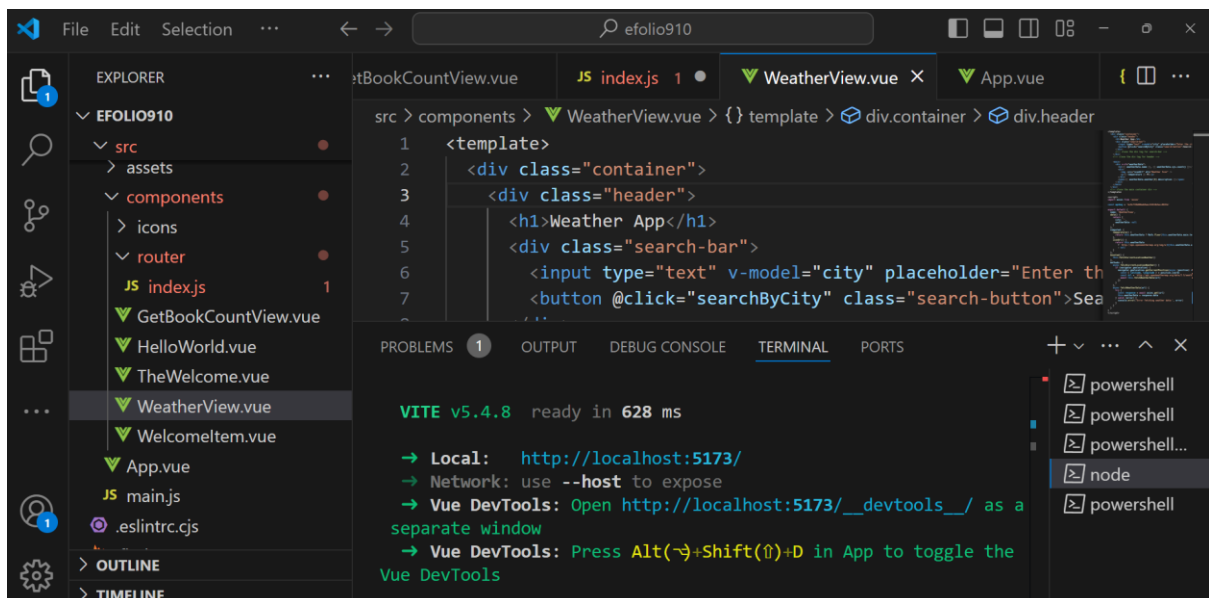 File Edit Selection ··· efolio910
EXPLORER ···
EFOLIO910
src
assets
components
icons
router
JS index.js 1
GetBookCountView.vue
HelloWorld.vue
TheWelcome.vue
WeatherView.vue
WelcomeItem.vue
App.vue
JS main.js
.eslintrc.cjs
OUTLINE
TIMELINE
1
1
etBookCountView.vue JS index.js 1 WeatherView.vue App.vue { ···
src > components > WeatherView.vue > {} template > div.container > div.header
1 <template>
2 <div class="container">
3 <div class="header">
4 <h1>Weather App</h1>
5 <div class="search-bar">
6 <input type="text" v-model="city" placeholder="Enter th
7 <button @click="searchByCity" class="search-button">Sea
PROBLEMS 1 OUTPUT DEBUG CONSOLE TERMINAL PORTS
VITE v5.4.8 ready in 628 ms
➜ Local: http://localhost:5173/
➜ Network: use --host to expose
➜ Vue DevTools: Open http://localhost:5173/__devtools__/ as a
separate window
➜ Vue DevTools: Press Alt(⌥)+Shift(⇧)+D in App to toggle the
Vue DevTools
powershell
powershell
powershell...
node
powershell